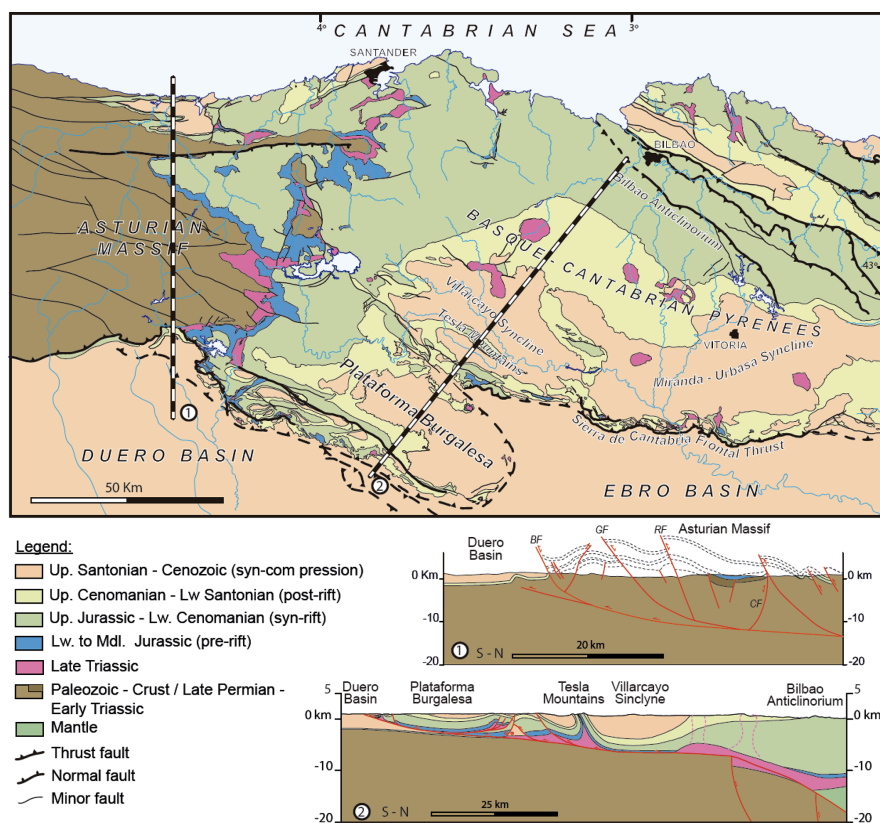 4°
3°
CANTABRIAN SEA
SANTANDER
BILBAO
Bilbao Anticlinorium
ASTURIAN
MASSIF
BASQUE-CANTABRIAN PYRENEES
43°
Villarcayo Syncline
Tesla Mountains
VITORIA
Miranda - Urbasa Syncline
Plataforma Burgalesa
Sierra de Cantabria Frontal Thrust
1
DUERO BASIN
2
EBRO BASIN
50 Km
Legend:
Up. Santonian - Cenozoic (syn-com pression)
Up. Cenomanian - Lw Santonian (post-rift)
Up. Jurassic - Lw. Cenomanian (syn-rift)
Lw. to Mdl. Jurassic (pre-rift)
Late Triassic
Paleozoic - Crust / Late Permian -
Early Triassic
Mantle
Thrust fault
Normal fault
Minor fault
Duero
Basin
BF
GF
RF
Asturian Massif
0 Km
0 Km
-10
-10
CF
-20
-20
1
S - N
20 km
5
Duero
Basin
Plataforma
Burgalesa
Tesla
Mountains
Villarcayo
Sinclyne
Bilbao
Anticlinorium
5
0 km
0 km
-10
-10
-20
-20
2
S - N
25 km